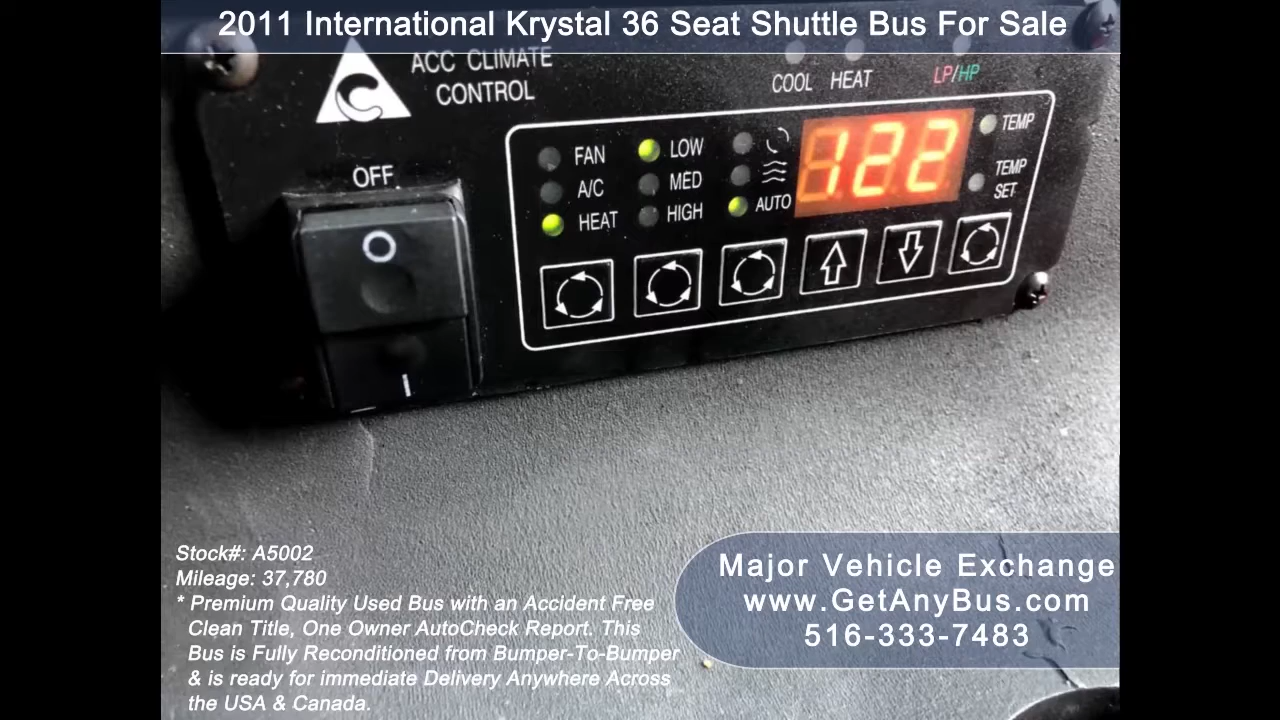 2011 International Krystal 36 Seat Shuttle Bus For Sale
ACC CLIMATE
CONTROL
COOL HEAT LP/HP
OFF
FAN LOW
A/C MED
HEAT HIGH AUTO
122
TEMP
TEMP
SET
Stock#: A5002
Mileage: 37,780
* Premium Quality Used Bus with an Accident Free
Clean Title, One Owner AutoCheck Report. This
Bus is Fully Reconditioned from Bumper-To-Bumper
& is ready for immediate Delivery Anywhere Across
the USA & Canada.
Major Vehicle Exchange
www.GetAnyBus.com
516-333-7483